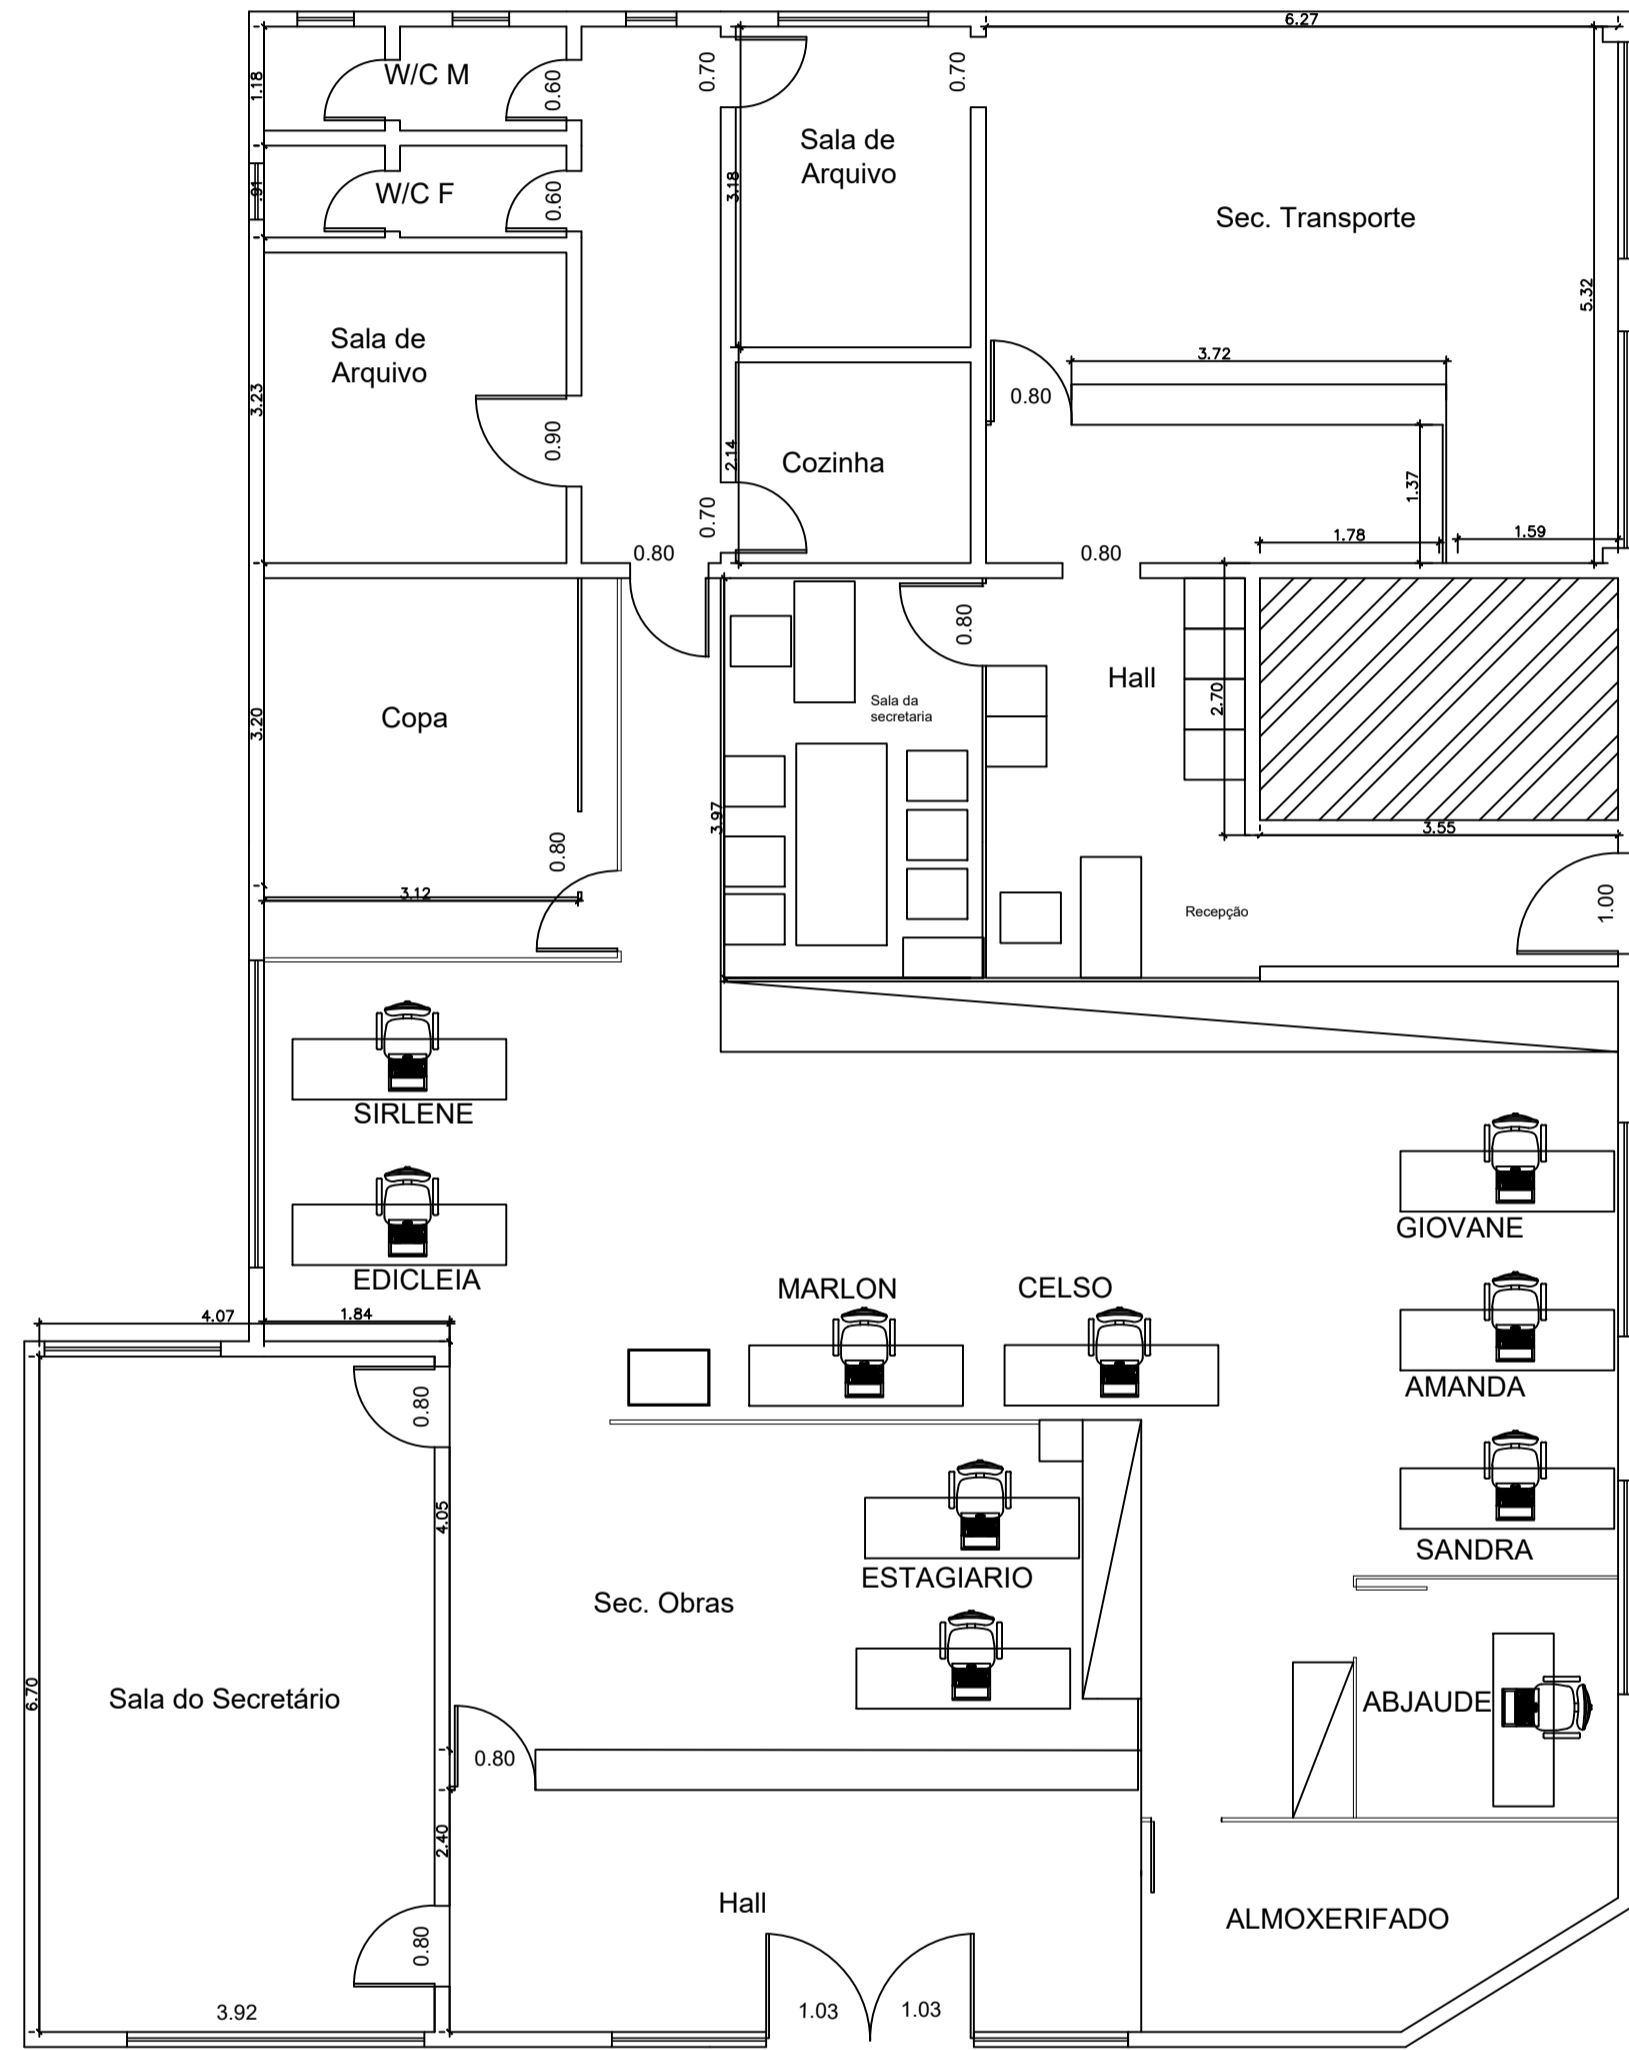 6.27
W/C M
1.18
0.60
0.70
0.70
Sala de
Arquivo
W/C F
.91
0.60
3.18
Sec. Transporte
5.32
Sala de
Arquivo
3.23
0.90
3.72
0.80
2.14
Cozinha
1.37
0.70
1.78
1.59
0.80
0.80
0.80
Hall
Sala da
secretaria
2.70
Copa
3.20
3.97
3.55
0.80
3.12
Recepção
1.00
SIRLENE
GIOVANE
EDICLEIA
MARLON
CELSO
4.07
1.84
AMANDA
0.80
4.05
SANDRA
ESTAGIARIO
Sec. Obras
6.70
Sala do Secretário
ABJAUDE
0.80
2.40
Hall
ALMOXERIFADO
0.80
3.92
1.03
1.03